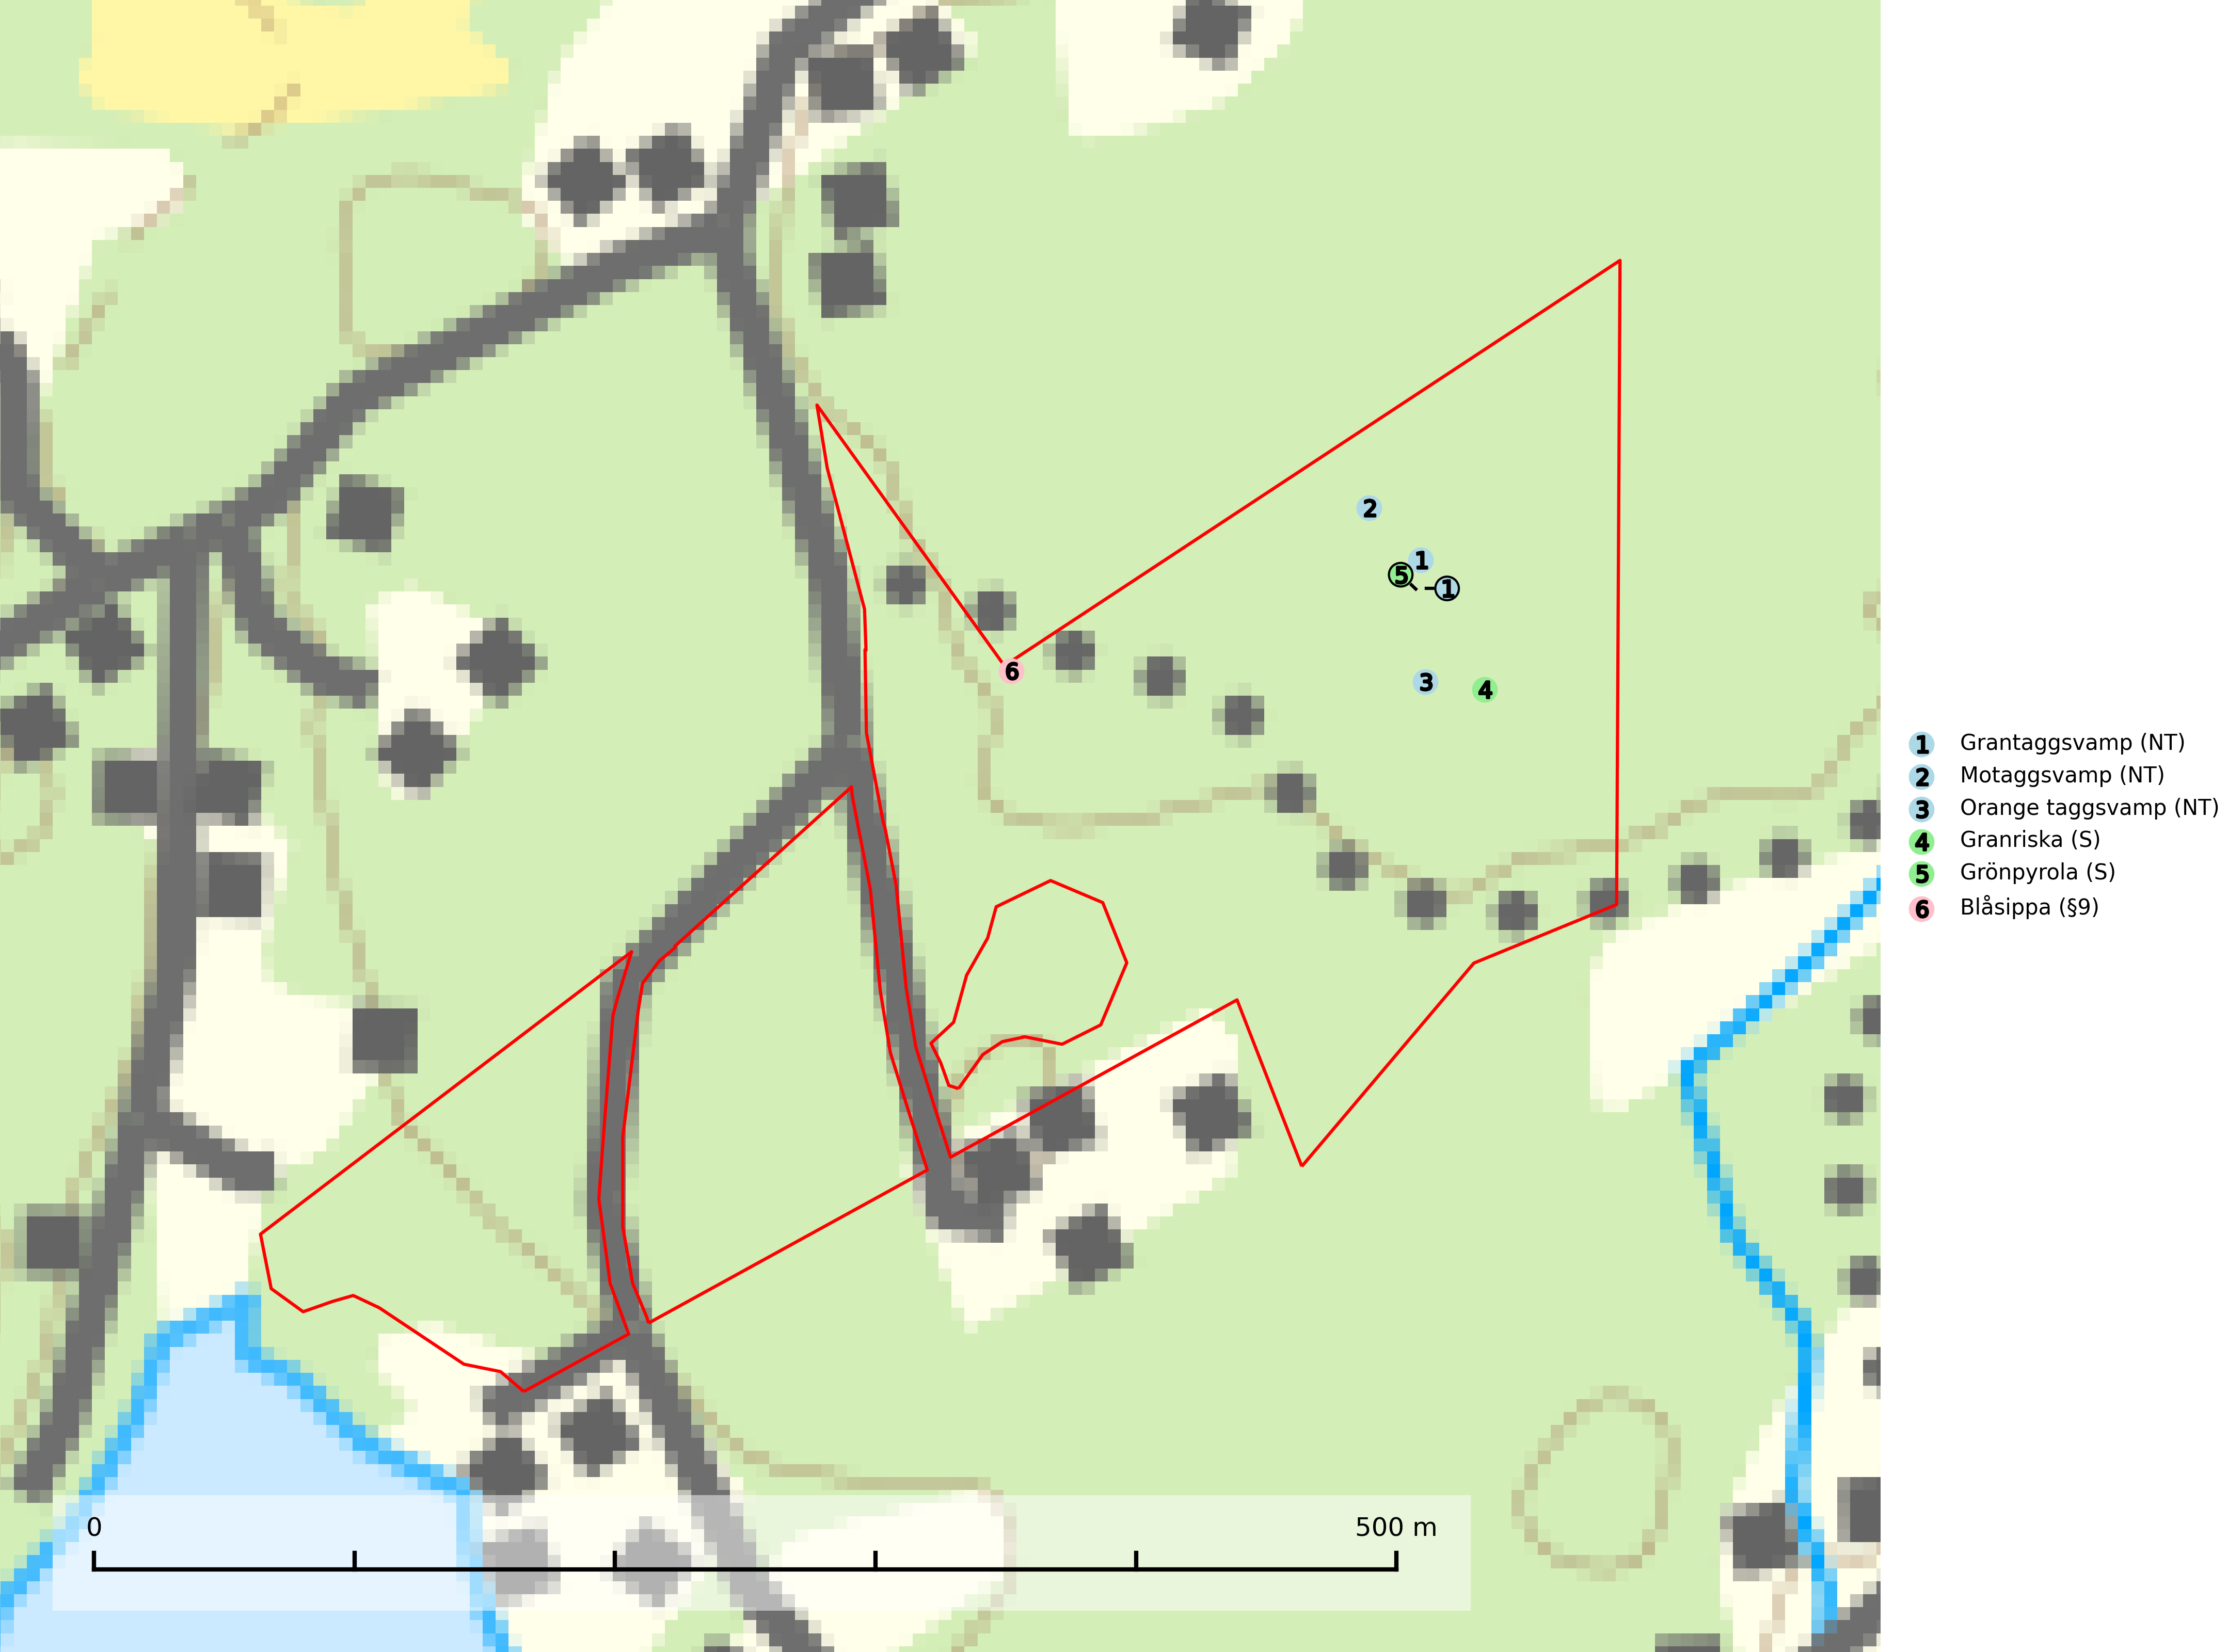 2
1
5
1
6
3
4
1 Grantaggsvamp (NT)
2 Motaggsvamp (NT)
3 Orange taggsvamp (NT)
4 Granriska (S)
5 Grönpyrola (S)
6 Blåsippa (§9)
0 500 m